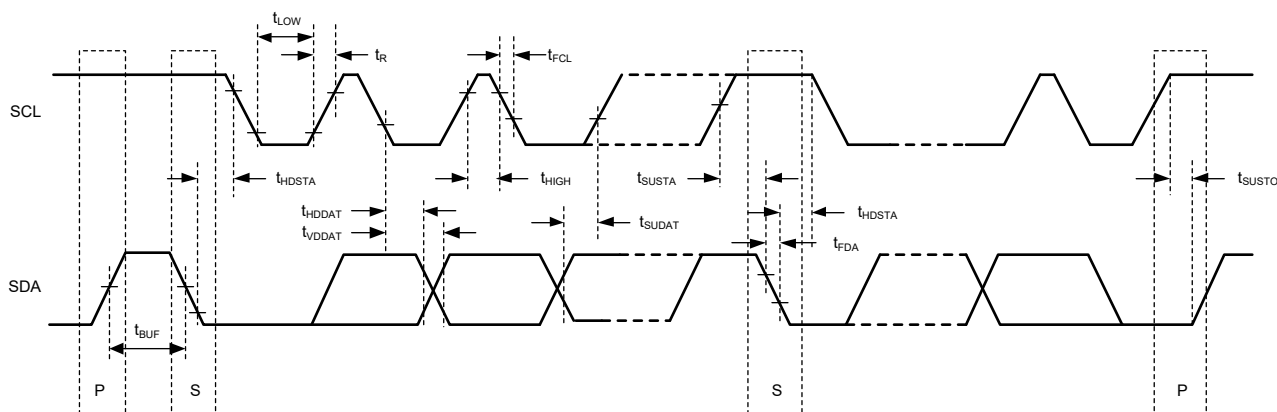 tLOW
tR
tFCL
SCL
tHDSTA
tHIGH
tSUSTA
tSUSTO
tHDDAT
tSUDAT
tHDSTA
tVDDAT
tFDA
SDA
tBUF
P
S
S
P